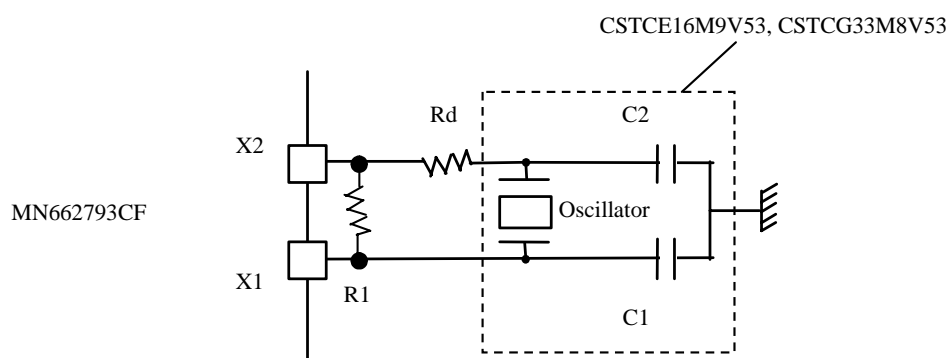 CSTCE16M9V53, CSTCG33M8V53
Rd
C2
X2
MN662793CF
Oscillator
X1
R1
C1